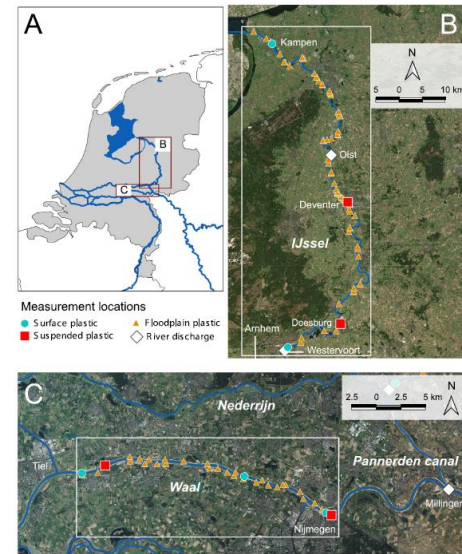 A
B
C
Measurement locations
Surface plastic
Floodplain plastic
Suspended plastic
River discharge
B
Kampen
N
5 0 5 10 km
Olst
Deventer
IJssel
Doesburg
Arnhem
Westervoort
C
Nederrijn
2.5 0 2.5 5 km
N
Tiel
Waal
Pannerden canal
Millingen
Nijmegen